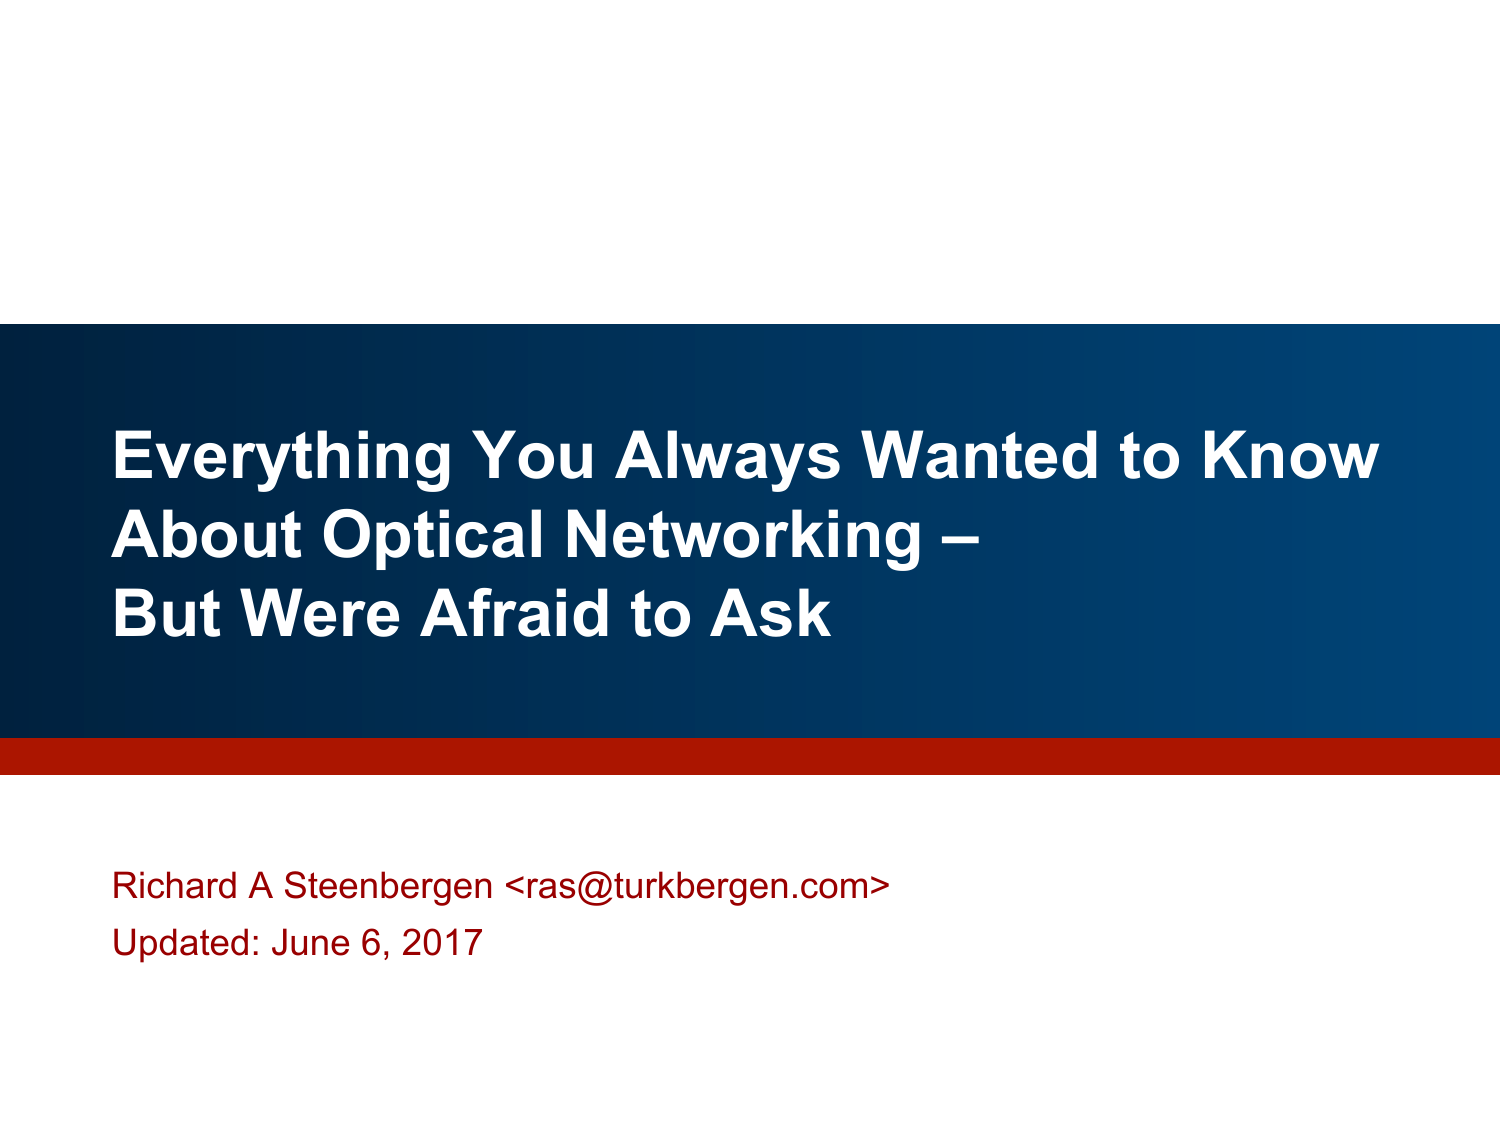 Everything You Always Wanted to Know
About Optical Networking –
But Were Afraid to Ask
Richard A Steenbergen <ras@turkbergen.com>
Updated: June 6, 2017